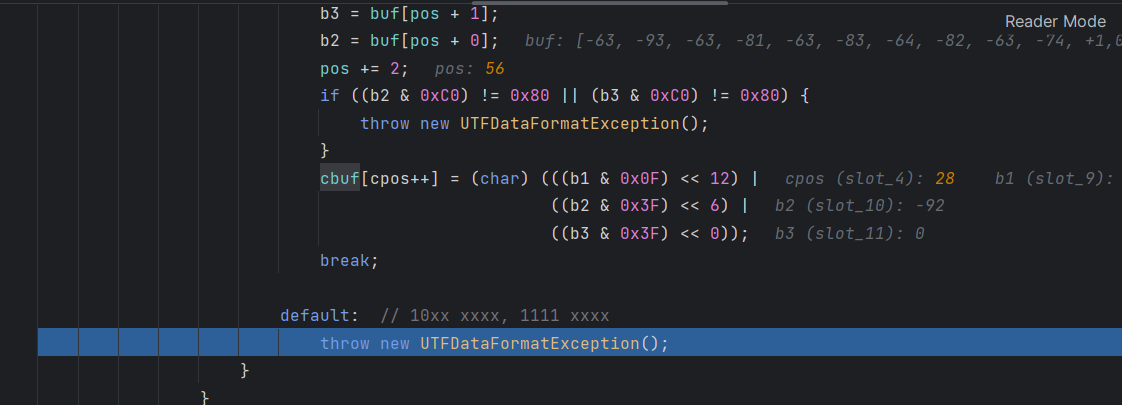 b3 = buf[pos + 1];
Reader Mode
b2 = buf[pos + 0];   buf: [-63, -93, -63, -81, -63, -83, -64, -82, -63, -74, +1,0
pos += 2;   pos: 56
if ((b2 & 0xC0) != 0x80 || (b3 & 0xC0) != 0x80) {
throw new UTFDataFormatException();
}
cbuf[cpos++] = (char) (((b1 & 0x0F) << 12) |   cpos (slot_4): 28   b1 (slot_9):
((b2 & 0x3F) << 6) |   b2 (slot_10): -92
((b3 & 0x3F) << 0));   b3 (slot_11): 0
break;
default:  // 10xx xxxx, 1111 xxxx
throw new UTFDataFormatException();
}
}